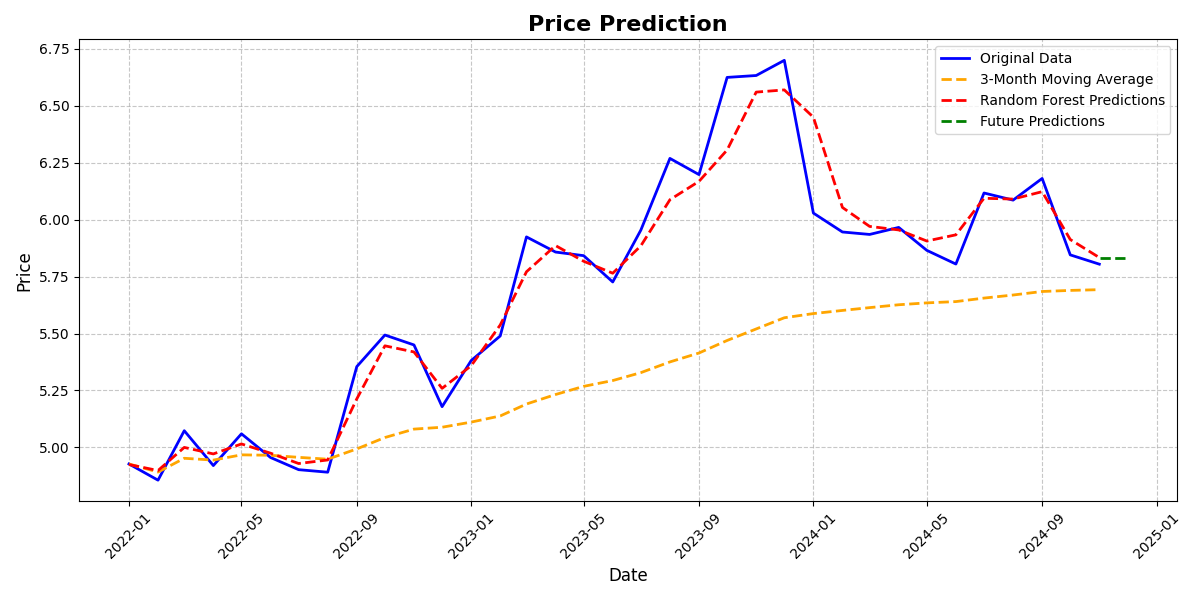 Price Prediction
Original Data
3-Month Moving Average
Random Forest Predictions
Future Predictions
Price
6.75
6.50
6.25
6.00
5.75
5.50
5.25
5.00
2022-01
2022-05
2022-09
2023-01
2023-05
2023-09
2024-01
2024-05
2024-09
2025-01
Date